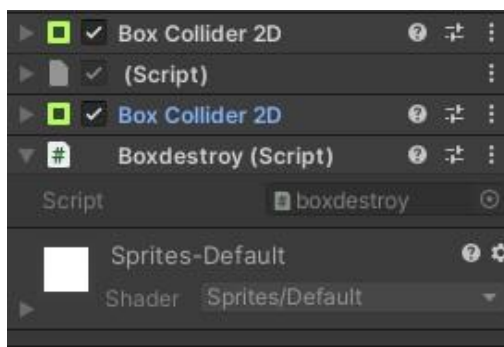 Box Collider 2D
(Script)
Box Collider 2D
# Boxdestroy (Script)
Script # boxdestroy
Sprites-Default
Shader Sprites/Default